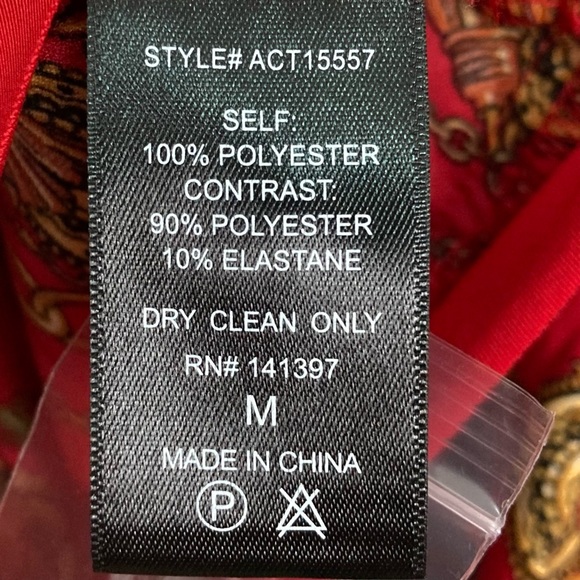 STYLE# ACT15557
SELF:
100% POLYESTER
CONTRAST:
90% POLYESTER
10% ELASTANE
DRY CLEAN ONLY
RN# 141397
M
MADE IN CHINA
P